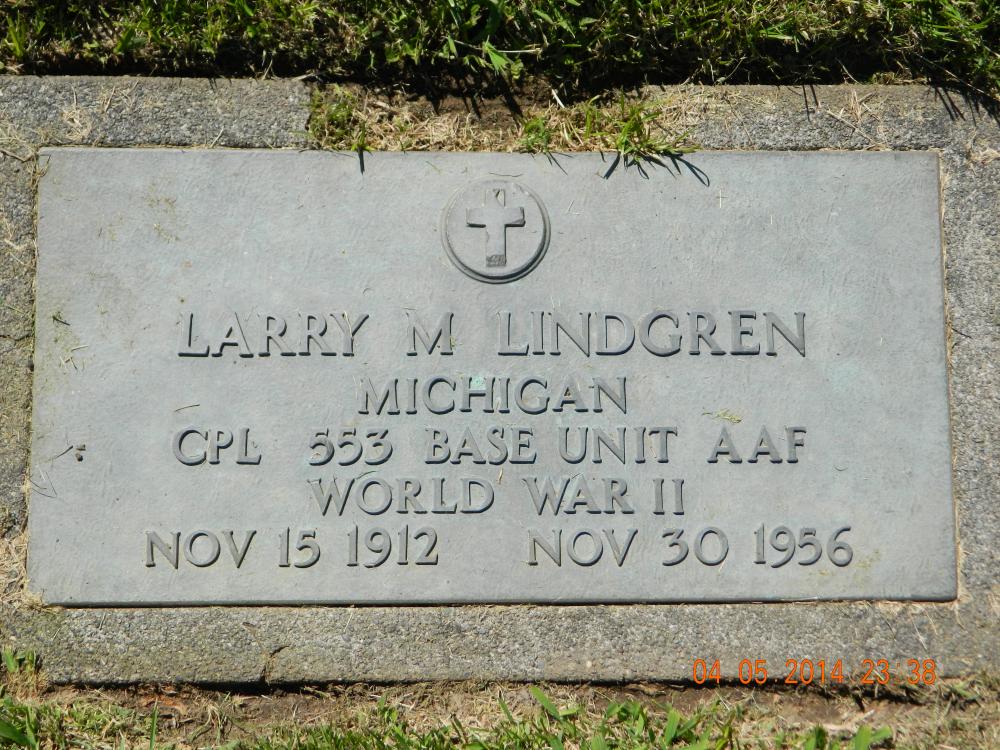 LARRY M LINDGREN
MICHIGAN
CPL 553 BASE UNIT AAF
WORLD WAR II
NOV 15 1912 NOV 30 1956
04 05 2014 23 38